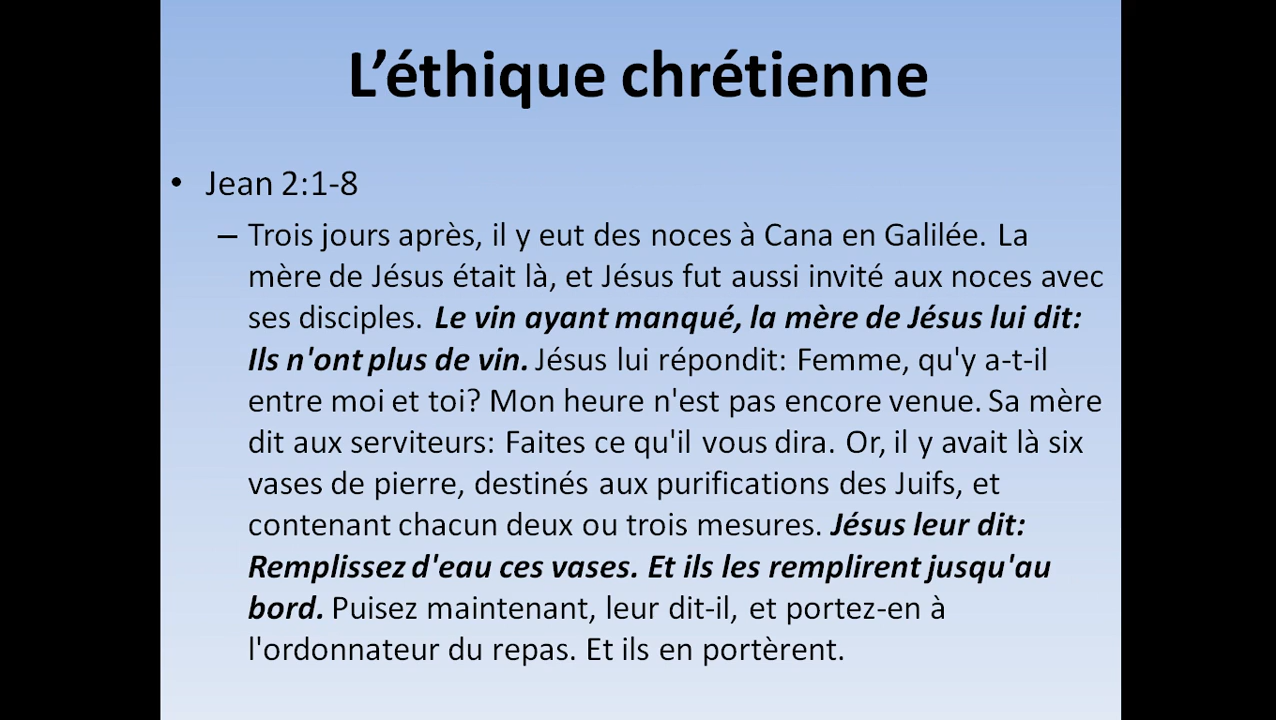 L’éthique chrétienne
• Jean 2:1-8
– Trois jours après, il y eut des noces à Cana en Galilée. La
mère de Jésus était là, et Jésus fut aussi invité aux noces avec
ses disciples. Le vin ayant manqué, la mère de Jésus lui dit:
Ils n'ont plus de vin. Jésus lui répondit: Femme, qu'y a-t-il
entre moi et toi? Mon heure n'est pas encore venue. Sa mère
dit aux serviteurs: Faites ce qu'il vous dira. Or, il y avait là six
vases de pierre, destinés aux purifications des Juifs, et
contenant chacun deux ou trois mesures. Jésus leur dit:
Remplissez d'eau ces vases. Et ils les remplirent jusqu'au
bord. Puisez maintenant, leur dit-il, et portez-en à
l'ordonnateur du repas. Et ils en portèrent.